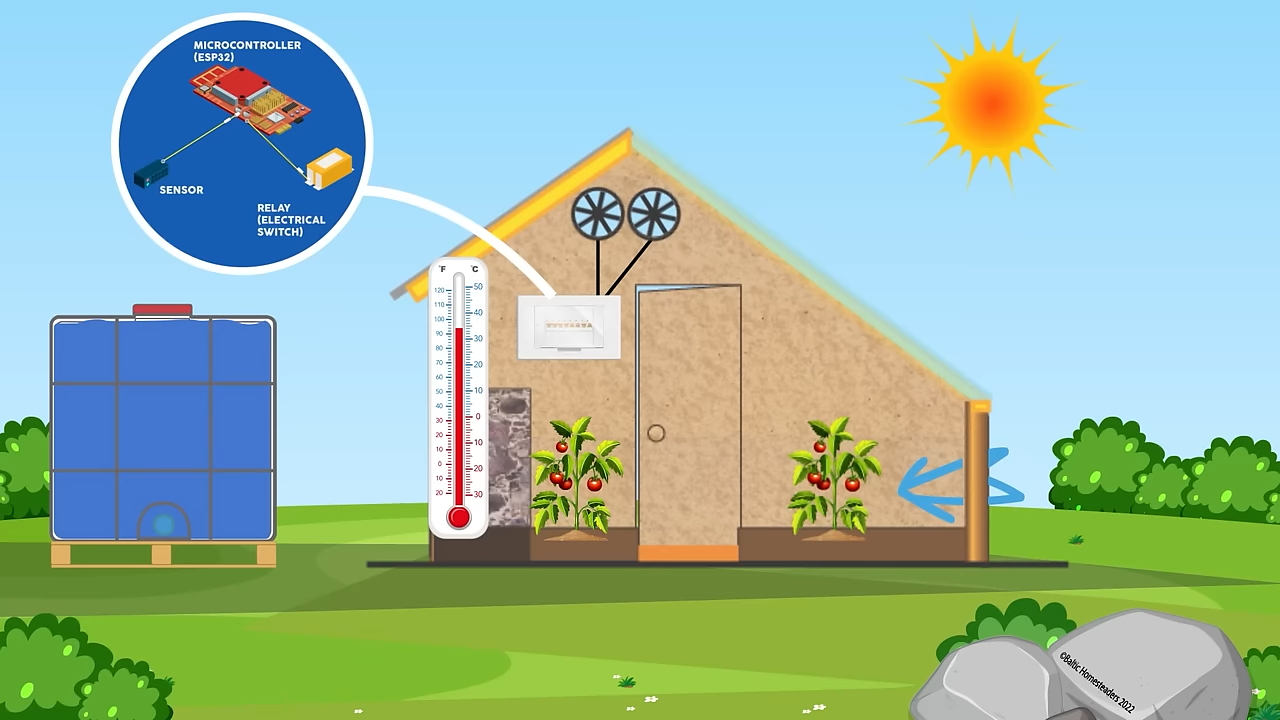 MICROCONTROLLER
(ESP32)
SENSOR
RELAY
(ELECTRICAL
SWITCH)
°F °C
120 50
110
100 40
90 30
80
70 20
60
50 10
40
30 0
20 10
10
0 20
10
20 30
©Baltic Homesteaders 2022